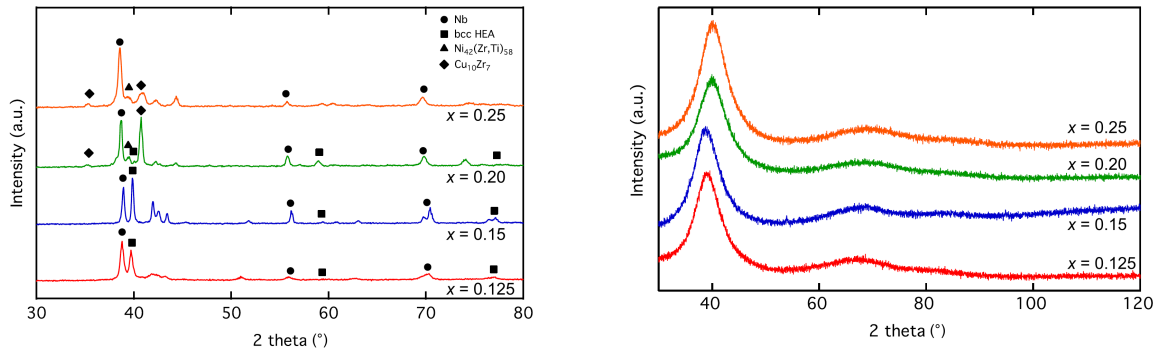 Intensity (a.u.)
● Nb
■ bcc HEA
▲ Ni₄₂(Zr,Ti)₅₈
◆ Cu₁₀Zr₇
x = 0.25
x = 0.20
x = 0.15
x = 0.125
30 40 50 60 70 80
2 theta (°)
Intensity (a.u.)
x = 0.25
x = 0.20
x = 0.15
x = 0.125
40 60 80 100 120
2 theta (°)